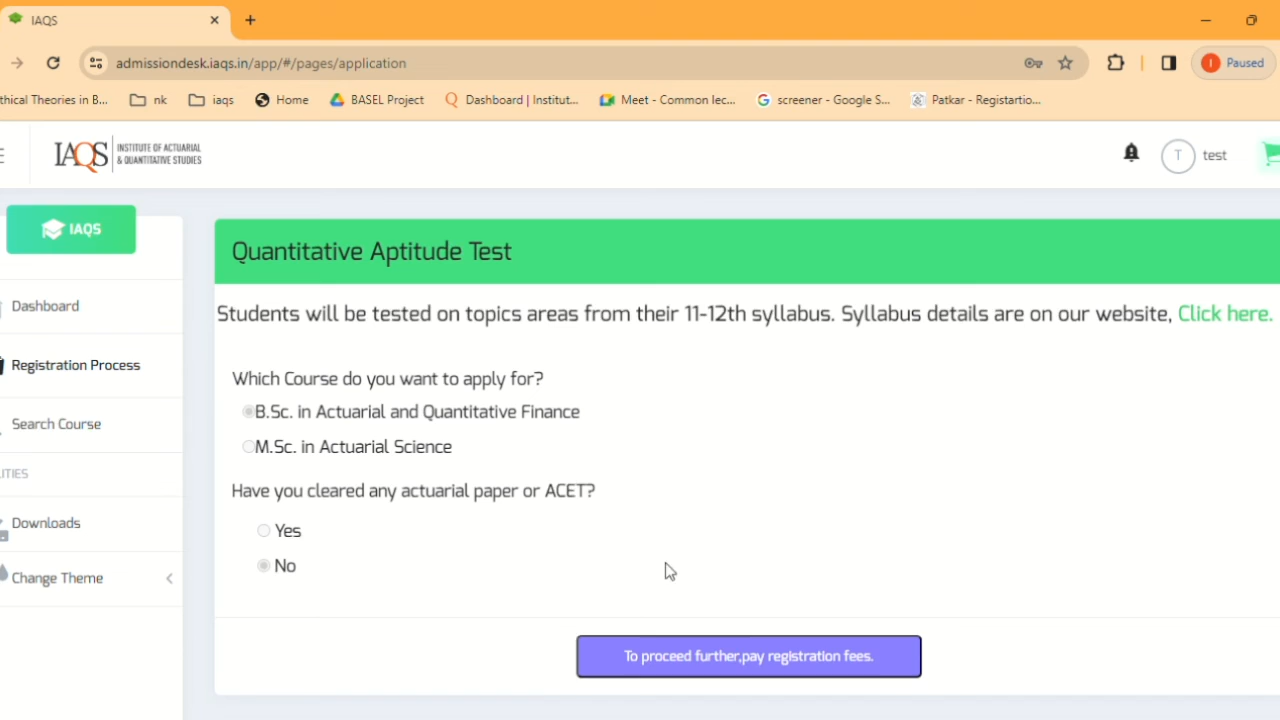 IAQS
admissiondesk.iaqs.in/app/#/pages/application
Paused
thical Theories in B...
nk
iaqs
Home
BASEL Project
Dashboard | Institut...
Meet - Common lec...
screener - Google S...
Patkar - Registartio...
IAQS INSTITUTE OF ACTUARIAL
& QUANTITATIVE STUDIES
T test
IAQS
Dashboard
Registration Process
Search Course
LITIES
Downloads
Change Theme
Quantitative Aptitude Test
Students will be tested on topics areas from their 11-12th syllabus. Syllabus details are on our website, Click here.
Which Course do you want to apply for?
B.Sc. in Actuarial and Quantitative Finance
M.Sc. in Actuarial Science
Have you cleared any actuarial paper or ACET?
Yes
No
To proceed further,pay registration fees.